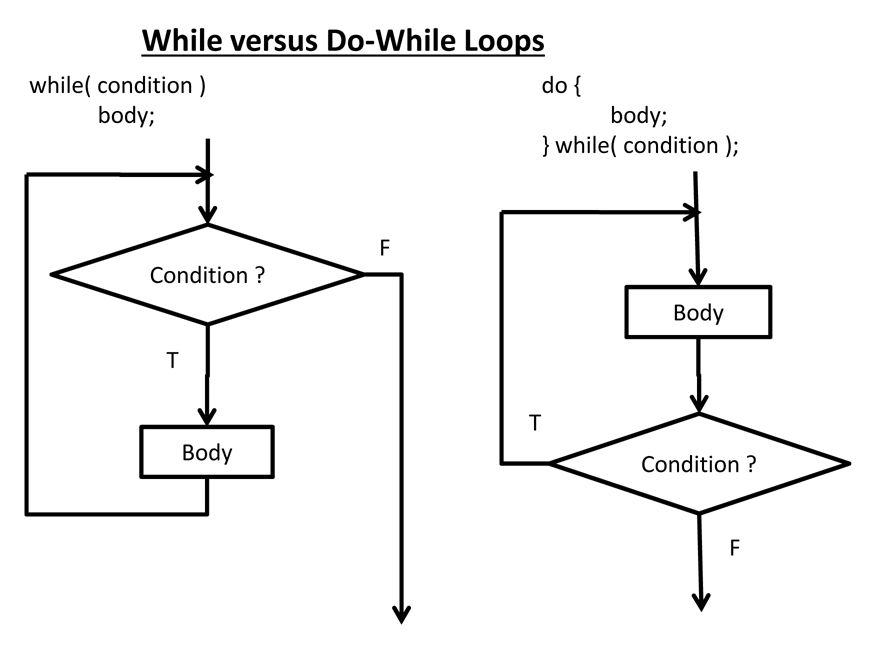 While versus Do-While Loops
while( condition )
body;
Condition ?
F
T
Body
do {
body;
} while( condition );
Body
T
Condition ?
F